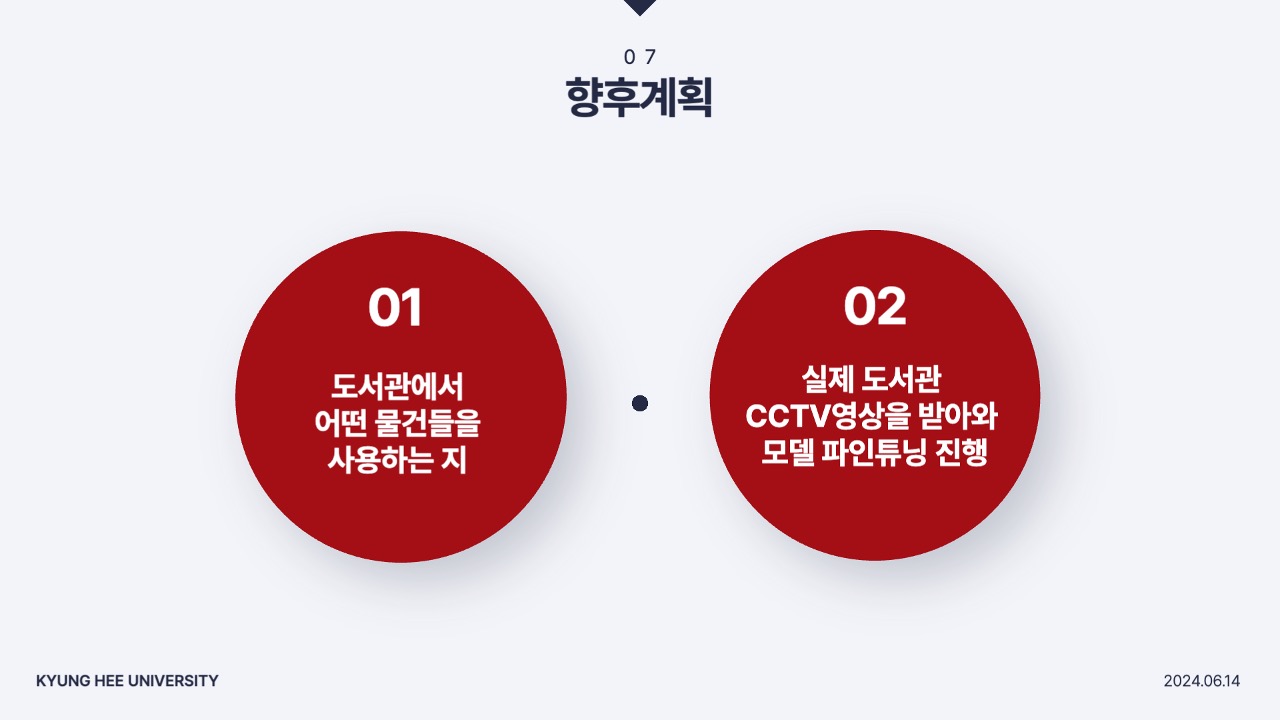 07
향후계획
01
도서관에서
어떤 물건들을
사용하는 지
02
실제 도서관
CCTV영상을 받아와
모델 파인튜닝 진행
KYUNG HEE UNIVERSITY
2024.06.14